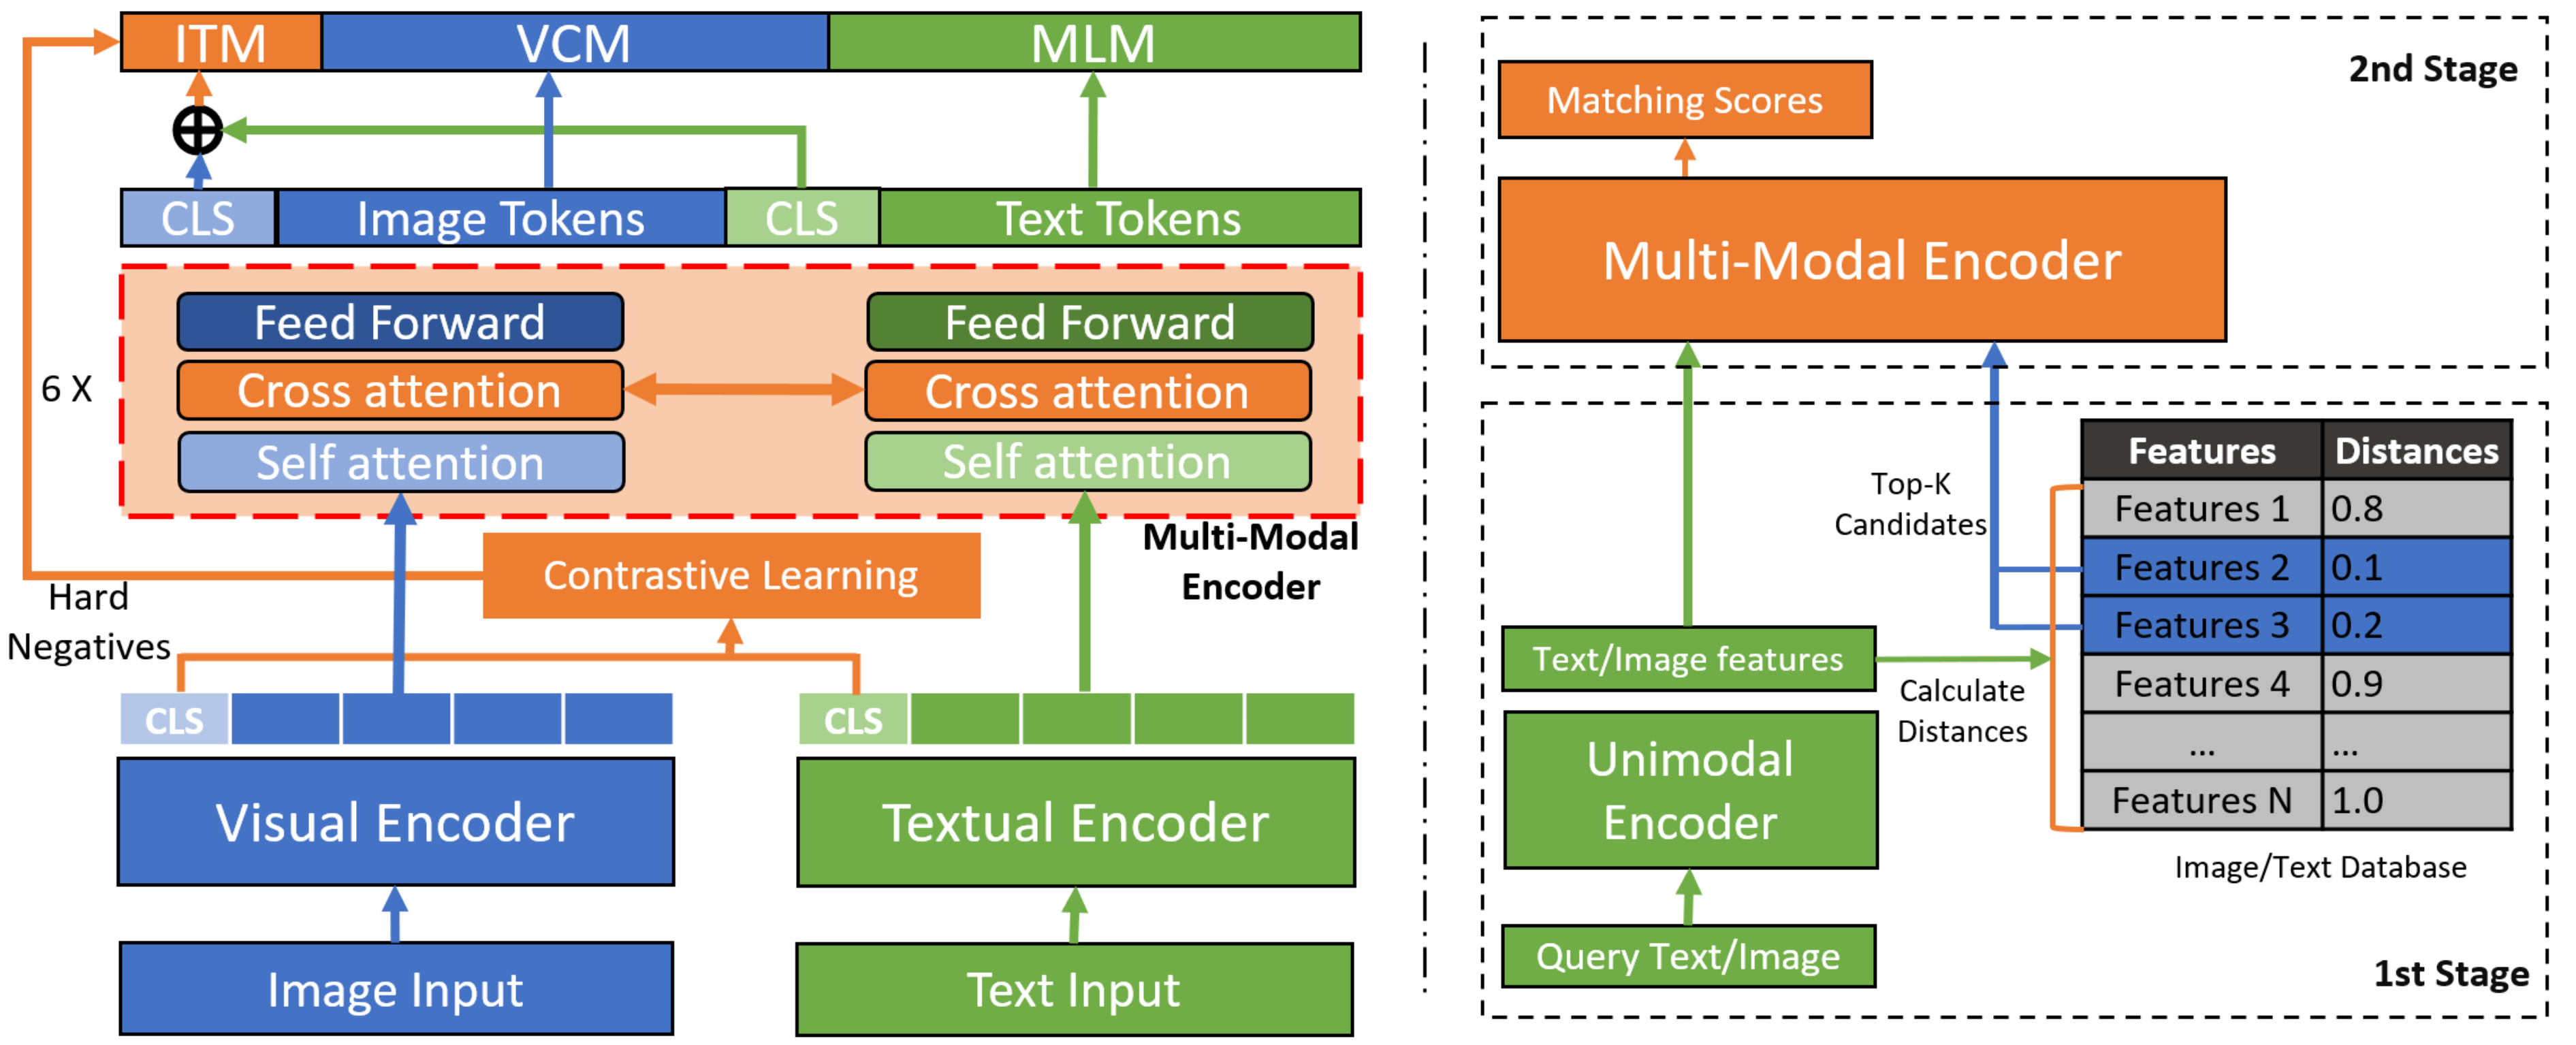 ITM VCM MLM
CLS Image Tokens CLS Text Tokens
6 X
Feed Forward Feed Forward
Cross attention Cross attention
Self attention Self attention
Multi-Modal
Encoder
Contrastive Learning
Hard
Negatives
CLS CLS
Visual Encoder Textual Encoder
Image Input Text Input
2nd Stage
Matching Scores
Multi-Modal Encoder
Top-K
Candidates
Features Distances
Features 1 0.8
Features 2 0.1
Features 3 0.2
Features 4 0.9
... ...
Features N 1.0
Image/Text Database
Text/Image features
Calculate
Distances
Unimodal
Encoder
Query Text/Image
1st Stage